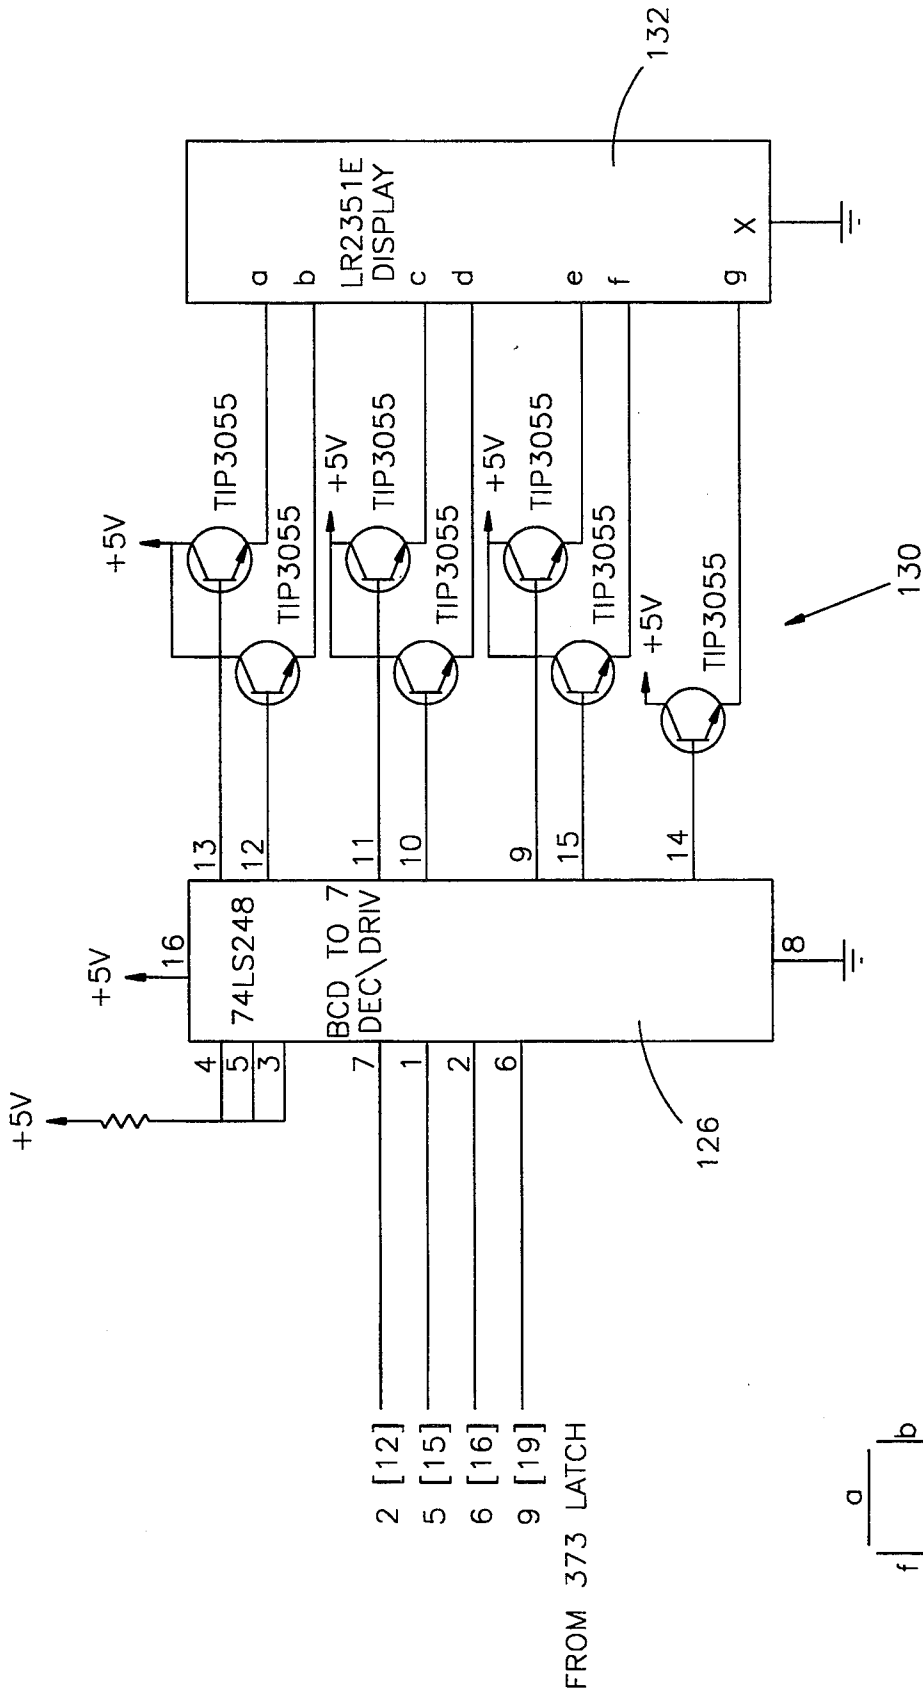 +5V
+5V
16
4
5
3
74LS248
BCD TO 7
DEC\DRIV
7
1
2
6
8
126
2 [12]
5 [15]
6 [16]
9 [19]
FROM 373 LATCH
13
12
11
10
9
15
14
+5V
TIP3055
TIP3055
+5V
TIP3055
TIP3055
+5V
TIP3055
TIP3055
+5V
TIP3055
130
a
b
LR2351E
DISPLAY
c
d
e
f
g
X
132
a
f
b